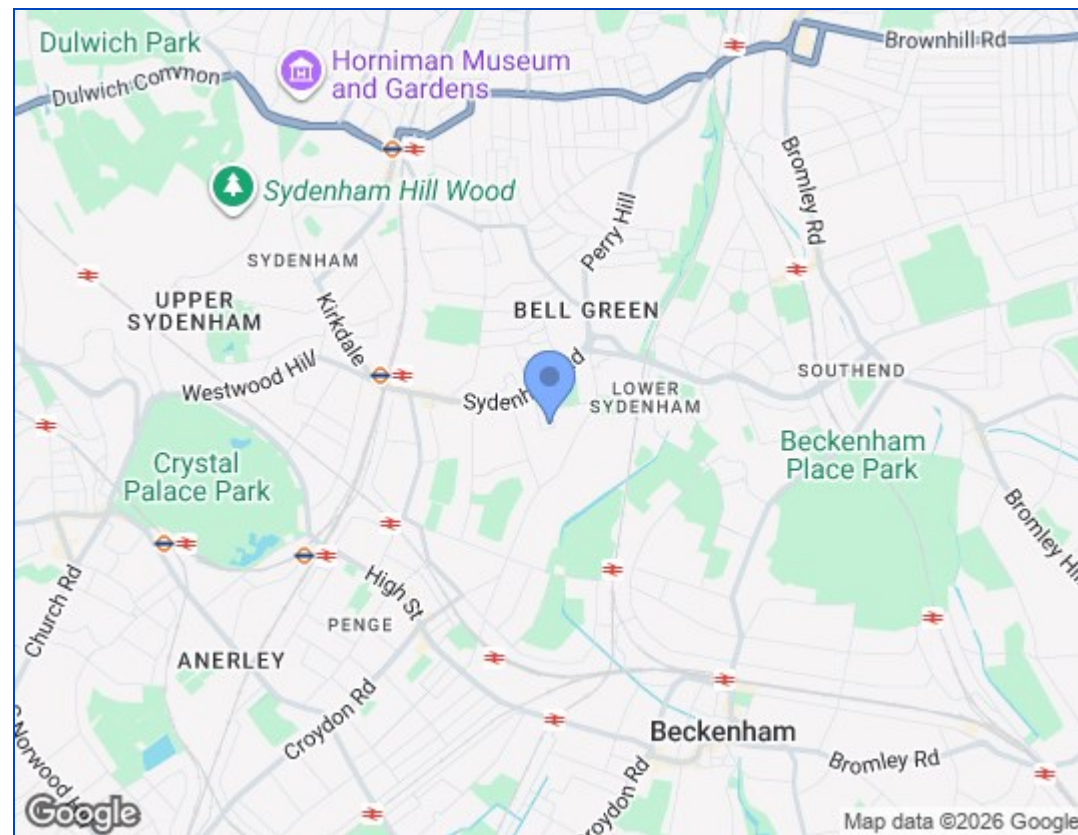 Dulwich Park
Brownhill Rd
Horniman Museum
and Gardens
Dulwich Common
Bromley Rd
Sydenham Hill Wood
Perry Hill
SYDENHAM
UPPER
SYDENHAM
Kirkdale
BELL GREEN
Westwood Hill
SOUTHEND
LOWER
SYDENHAM
Beckenham
Place Park
Crystal
Palace Park
Bromley Hill
High St
Church Rd
PENGE
ANERLEY
Croydon Rd
Norwood
Beckenham
Bromley Rd
Croydon Rd
Google
Map data ©2026 Google